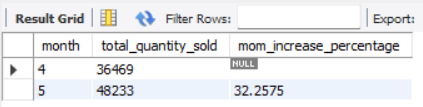 Result Grid Filter Rows: Export:
month total_quantity_sold mom_increase_percentage
4 36469 NULL
5 48233 32.2575